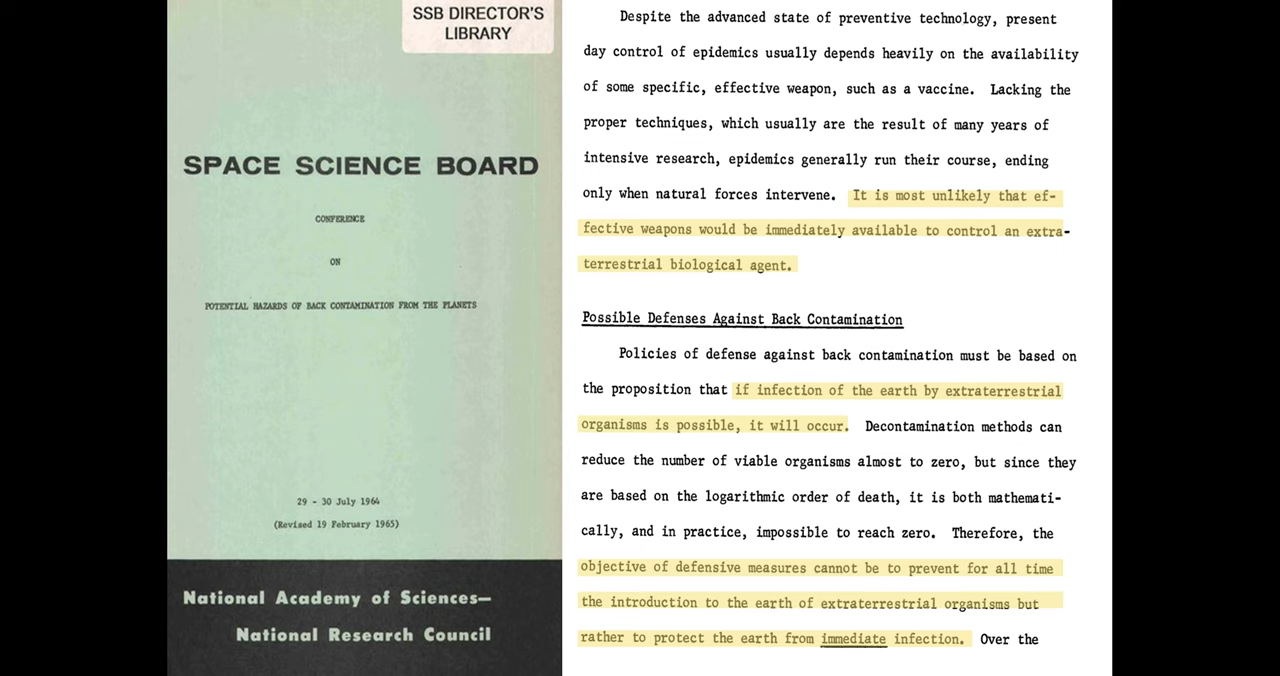 SSB DIRECTOR'S
LIBRARY
SPACE SCIENCE BOARD
CONFERENCE
ON
POTENTIAL HAZARDS OF BACK CONTAMINATION FROM THE PLANETS
29 - 30 July 1964
(Revised 19 February 1965)
National Academy of Sciences—
National Research Council
Despite the advanced state of preventive technology, present
day control of epidemics usually depends heavily on the availability
of some specific, effective weapon, such as a vaccine. Lacking the
proper techniques, which usually are the result of many years of
intensive research, epidemics generally run their course, ending
only when natural forces intervene. It is most unlikely that ef-
fective weapons would be immediately available to control an extra-
terrestrial biological agent.
Possible Defenses Against Back Contamination
Policies of defense against back contamination must be based on
the proposition that if infection of the earth by extraterrestrial
organisms is possible, it will occur. Decontamination methods can
reduce the number of viable organisms almost to zero, but since they
are based on the logarithmic order of death, it is both mathemati-
cally, and in practice, impossible to reach zero. Therefore, the
objective of defensive measures cannot be to prevent for all time
the introduction to the earth of extraterrestrial organisms but
rather to protect the earth from immediate infection. Over the